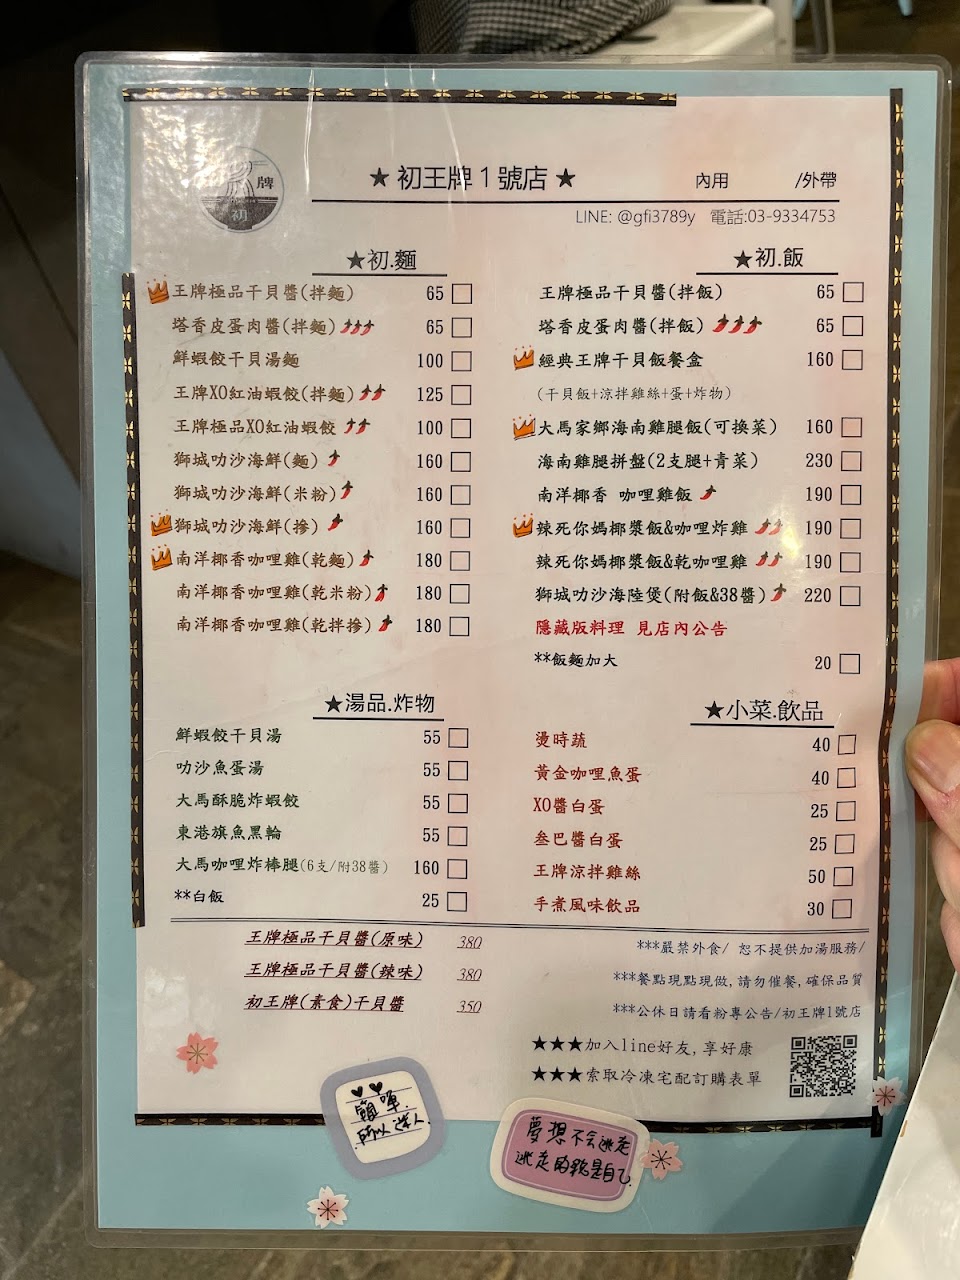 牌
初
★ 初王牌 1 號店 ★
內用 /外帶
LINE: @gfi3789y 電話:03-9334753
★初.麵
王牌極品干貝醬(拌麵) 65
塔香皮蛋肉醬(拌麵) 65
鮮蝦餃干貝湯麵 100
王牌XO紅油蝦餃(拌麵) 125
王牌極品XO紅油蝦餃 100
獅城叻沙海鮮(麵) 160
獅城叻沙海鮮(米粉) 160
獅城叻沙海鮮(摻) 160
南洋椰香咖哩雞(乾麵) 180
南洋椰香咖哩雞(乾米粉) 180
南洋椰香咖哩雞(乾拌摻) 180
★初.飯
王牌極品干貝醬(拌飯) 65
塔香皮蛋肉醬(拌飯) 65
經典王牌干貝飯餐盒 160
(干貝飯+涼拌雞絲+蛋+炸物)
大馬家鄉海南雞腿飯(可換菜) 160
海南雞腿拼盤(2支腿+青菜) 230
南洋椰香 咖哩雞飯 190
辣死你媽椰漿飯&咖哩炸雞 190
辣死你媽椰漿飯&乾咖哩雞 190
獅城叻沙海陸煲(附飯&38醬) 220
隱藏版料理 見店內公告
**飯麵加大 20
★湯品.炸物
鮮蝦餃干貝湯 55
叻沙魚蛋湯 55
大馬酥脆炸蝦餃 55
東港旗魚黑輪 55
大馬咖哩炸棒腿(6支/附38醬) 160
**白飯 25
★小菜.飲品
燙時蔬 40
黃金咖哩魚蛋 40
XO醬白蛋 25
叁巴醬白蛋 25
王牌涼拌雞絲 50
手煮風味飲品 30
王牌極品干貝醬(原味) 380
王牌極品干貝醬(辣味) 380
初王牌(素食)干貝醬 350
***嚴禁外食/ 恕不提供加湯服務/
***餐點現點現做,請勿催餐,確保品質
***公休日請看粉專公告/初王牌1號店
★★★加入line好友,享好康
★★★索取冷凍宅配訂購表單
簡單
所以 迷人.
夢想不会逃走
逃走的都是自己.